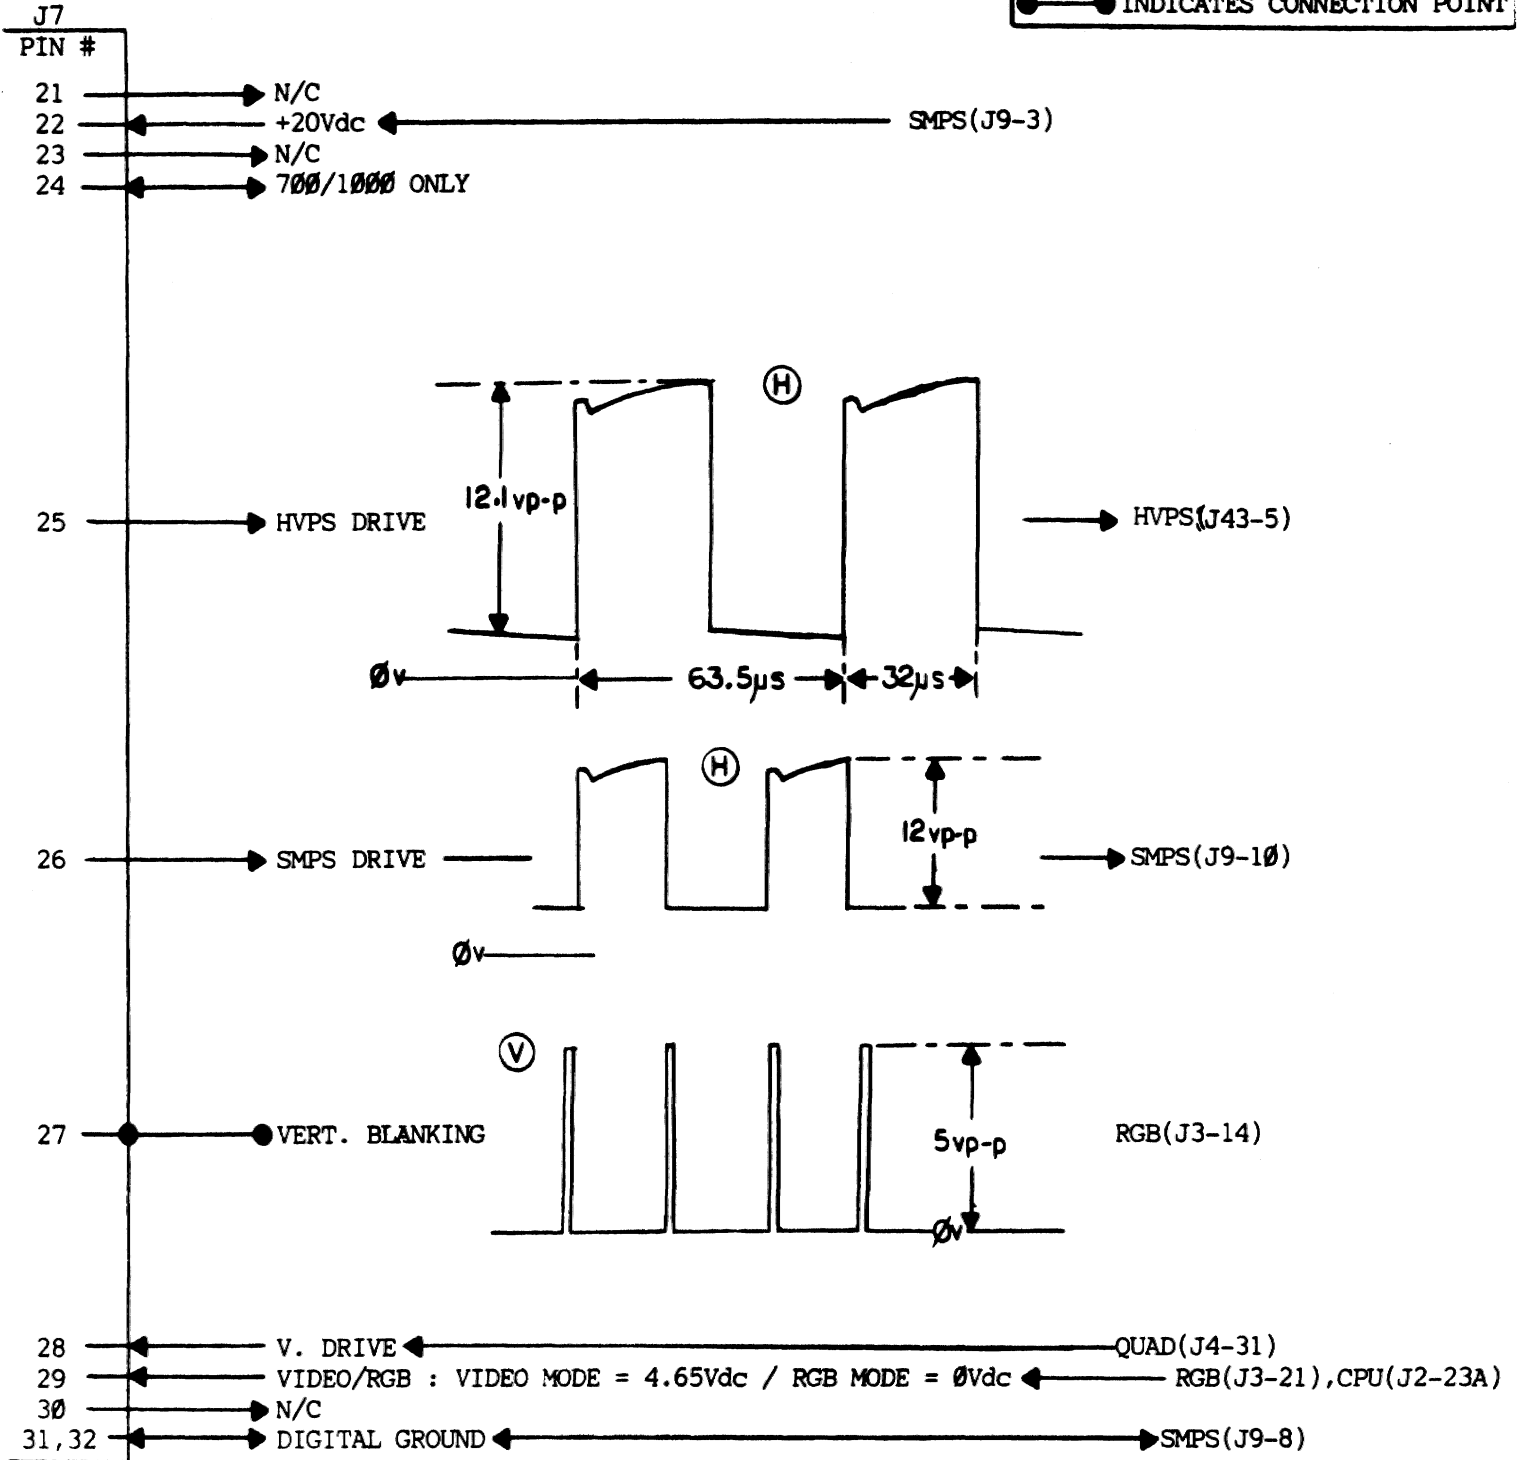 INDICATES CONNECTION POINT
J7
PIN #
21 N/C
22 +20Vdc SMPS(J9-3)
23 N/C
24 7ØØ/1ØØØ ONLY
H
12.1vp-p
25 HVPS DRIVE HVPS(J43-5)
Øv 63.5µs 32µs
H
12vp-p
26 SMPS DRIVE SMPS(J9-1Ø)
Øv
V
27 VERT. BLANKING 5vp-p RGB(J3-14)
Øv
28 V. DRIVE QUAD(J4-31)
29 VIDEO/RGB : VIDEO MODE = 4.65Vdc / RGB MODE = ØVdc RGB(J3-21),CPU(J2-23A)
3Ø N/C
31,32 DIGITAL GROUND SMPS(J9-8)